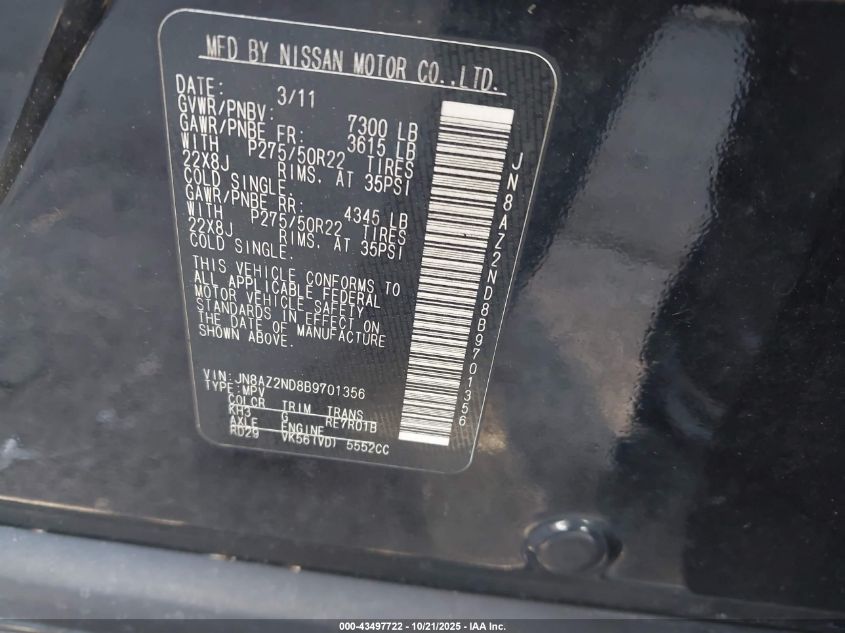 MFD BY NISSAN MOTOR CO.,LTD.
DATE: 3/11
GVWR/PNBV: 7300 LB
GAWR/PNBE FR: 3615 LB
WITH P275/50R22 TIRES
22X8J RIMS, AT 35PSI
COLD SINGLE.
GAWR/PNBE RR: 4345 LB
WITH P275/50R22 TIRES
22X8J RIMS, AT 35PSI
COLD SINGLE.
THIS VEHICLE CONFORMS TO
ALL APPLICABLE FEDERAL
MOTOR VEHICLE SAFETY
STANDARDS IN EFFECT ON
THE DATE OF MANUFACTURE
SHOWN ABOVE.
VIN:JN8AZ2ND8B9701356
TYPE:MPV
COLOR TRIM TRANS
KH3 G RE7R01B
AXLE ENGINE
RD29 VK56(VD) 5552CC
JN8AZ2ND8B9701356
000-43497722 - 10/21/2025 - IAA Inc.